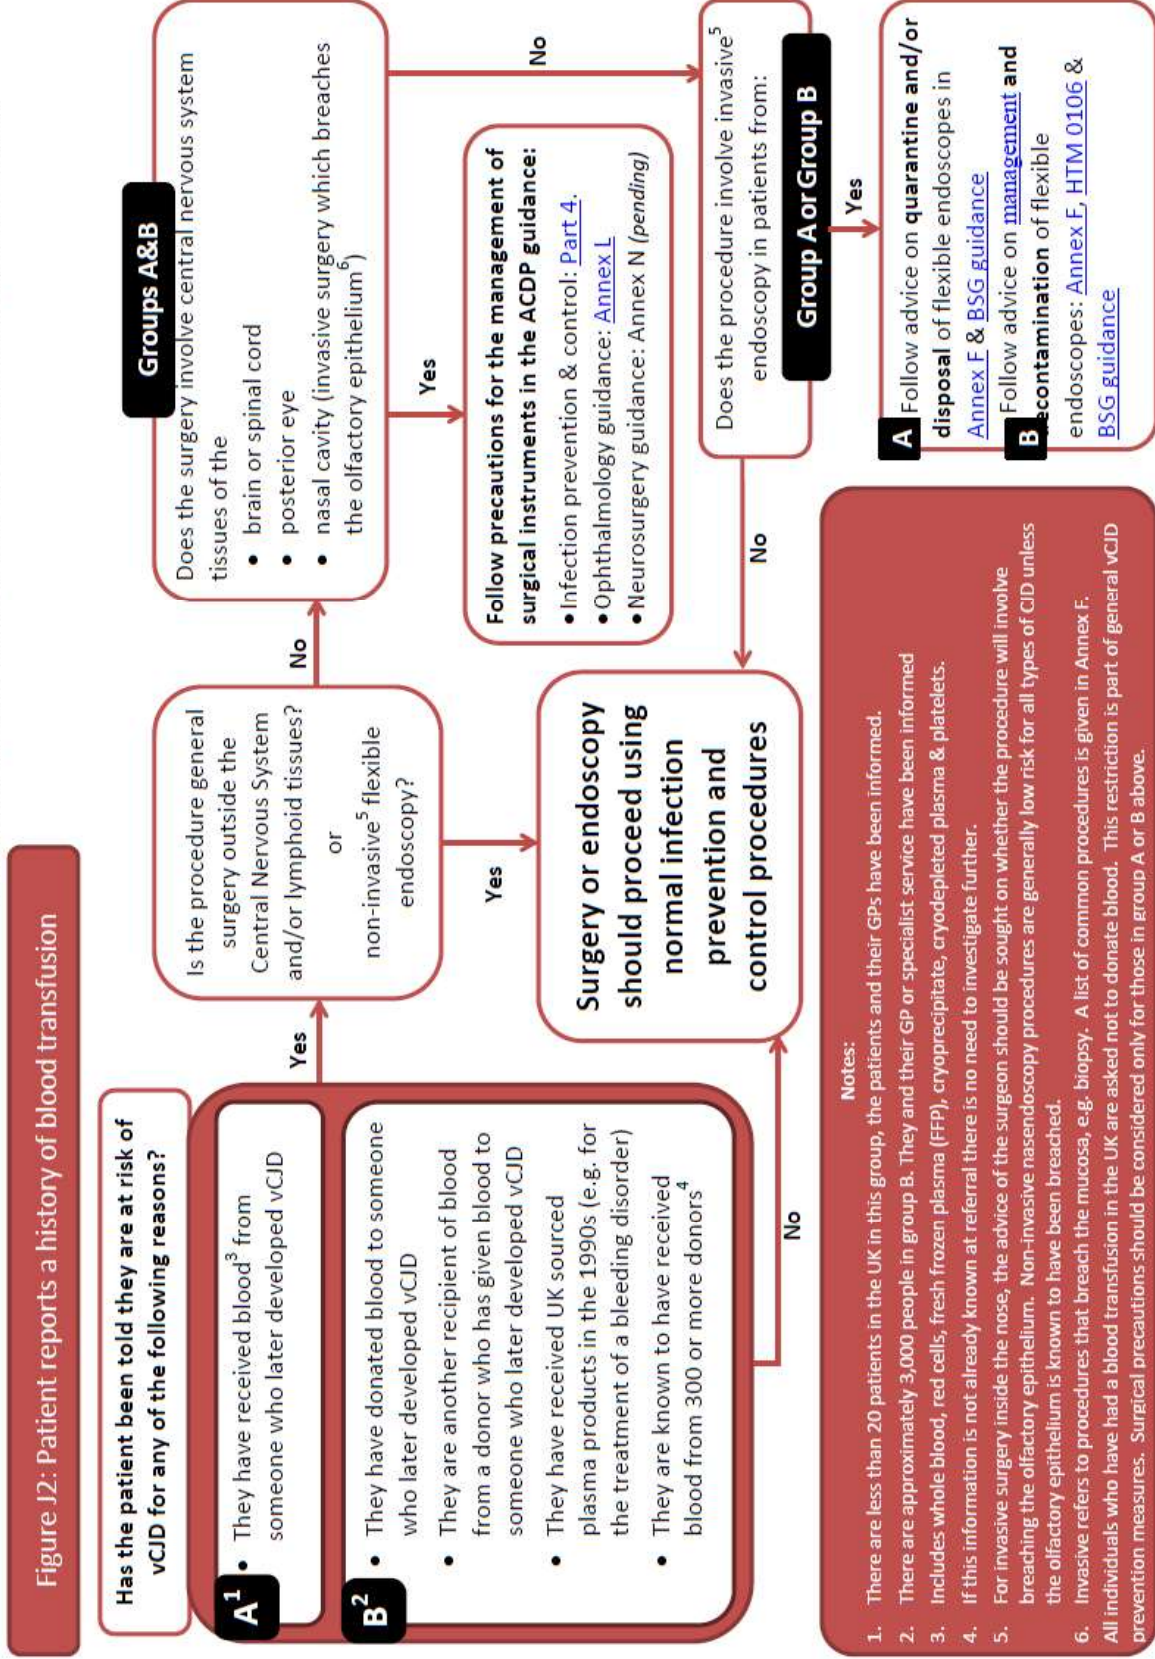 Figure J2: Patient reports a history of blood transfusion
Has the patient been told they are at risk of
vCJD for any of the following reasons?
A1
• They have received blood3 from
someone who later developed vCJD
B2
• They have donated blood to someone
who later developed vCJD
• They are another recipient of blood
from a donor who has given blood to
someone who later developed vCJD
• They have received UK sourced
plasma products in the 1990s (e.g. for
the treatment of a bleeding disorder)
• They are known to have received
blood from 300 or more donors4
Yes
No
Is the procedure general
surgery outside the
Central Nervous System
and/or lymphoid tissues?
or
non-invasive5 flexible
endoscopy?
Yes
No
Surgery or endoscopy
should proceed using
normal infection
prevention and
control procedures
Groups A&B
Does the surgery involve central nervous system
tissues of the
• brain or spinal cord
• posterior eye
• nasal cavity (invasive surgery which breaches
the olfactory epithelium6)
Yes
No
Follow precautions for the management of
surgical instruments in the ACDP guidance:
• Infection prevention & control: Part 4.
• Ophthalmology guidance: Annex L
• Neurosurgery guidance: Annex N (pending)
Does the procedure involve invasive5
endoscopy in patients from:
Group A or Group B
No
Yes
A Follow advice on quarantine and/or
disposal of flexible endoscopes in
Annex F & BSG guidance
B Follow advice on management and
decontamination of flexible
endoscopes: Annex F, HTM 0106 &
BSG guidance
Notes:
1. There are less than 20 patients in the UK in this group, the patients and their GPs have been informed.
2. There are approximately 3,000 people in group B. They and their GP or specialist service have been informed
3. Includes whole blood, red cells, fresh frozen plasma (FFP), cryoprecipitate, cryodepleted plasma & platelets.
4. If this information is not already known at referral there is no need to investigate further.
5. For invasive surgery inside the nose, the advice of the surgeon should be sought on whether the procedure will involve
breaching the olfactory epithelium. Non-invasive nasendoscopy procedures are generally low risk for all types of CJD unless
the olfactory epithelium is known to have been breached.
6. Invasive refers to procedures that breach the mucosa, e.g. biopsy. A list of common procedures is given in Annex F.
All individuals who have had a blood transfusion in the UK are asked not to donate blood. This restriction is part of general vCJD
prevention measures. Surgical precautions should be considered only for those in group A or B above.